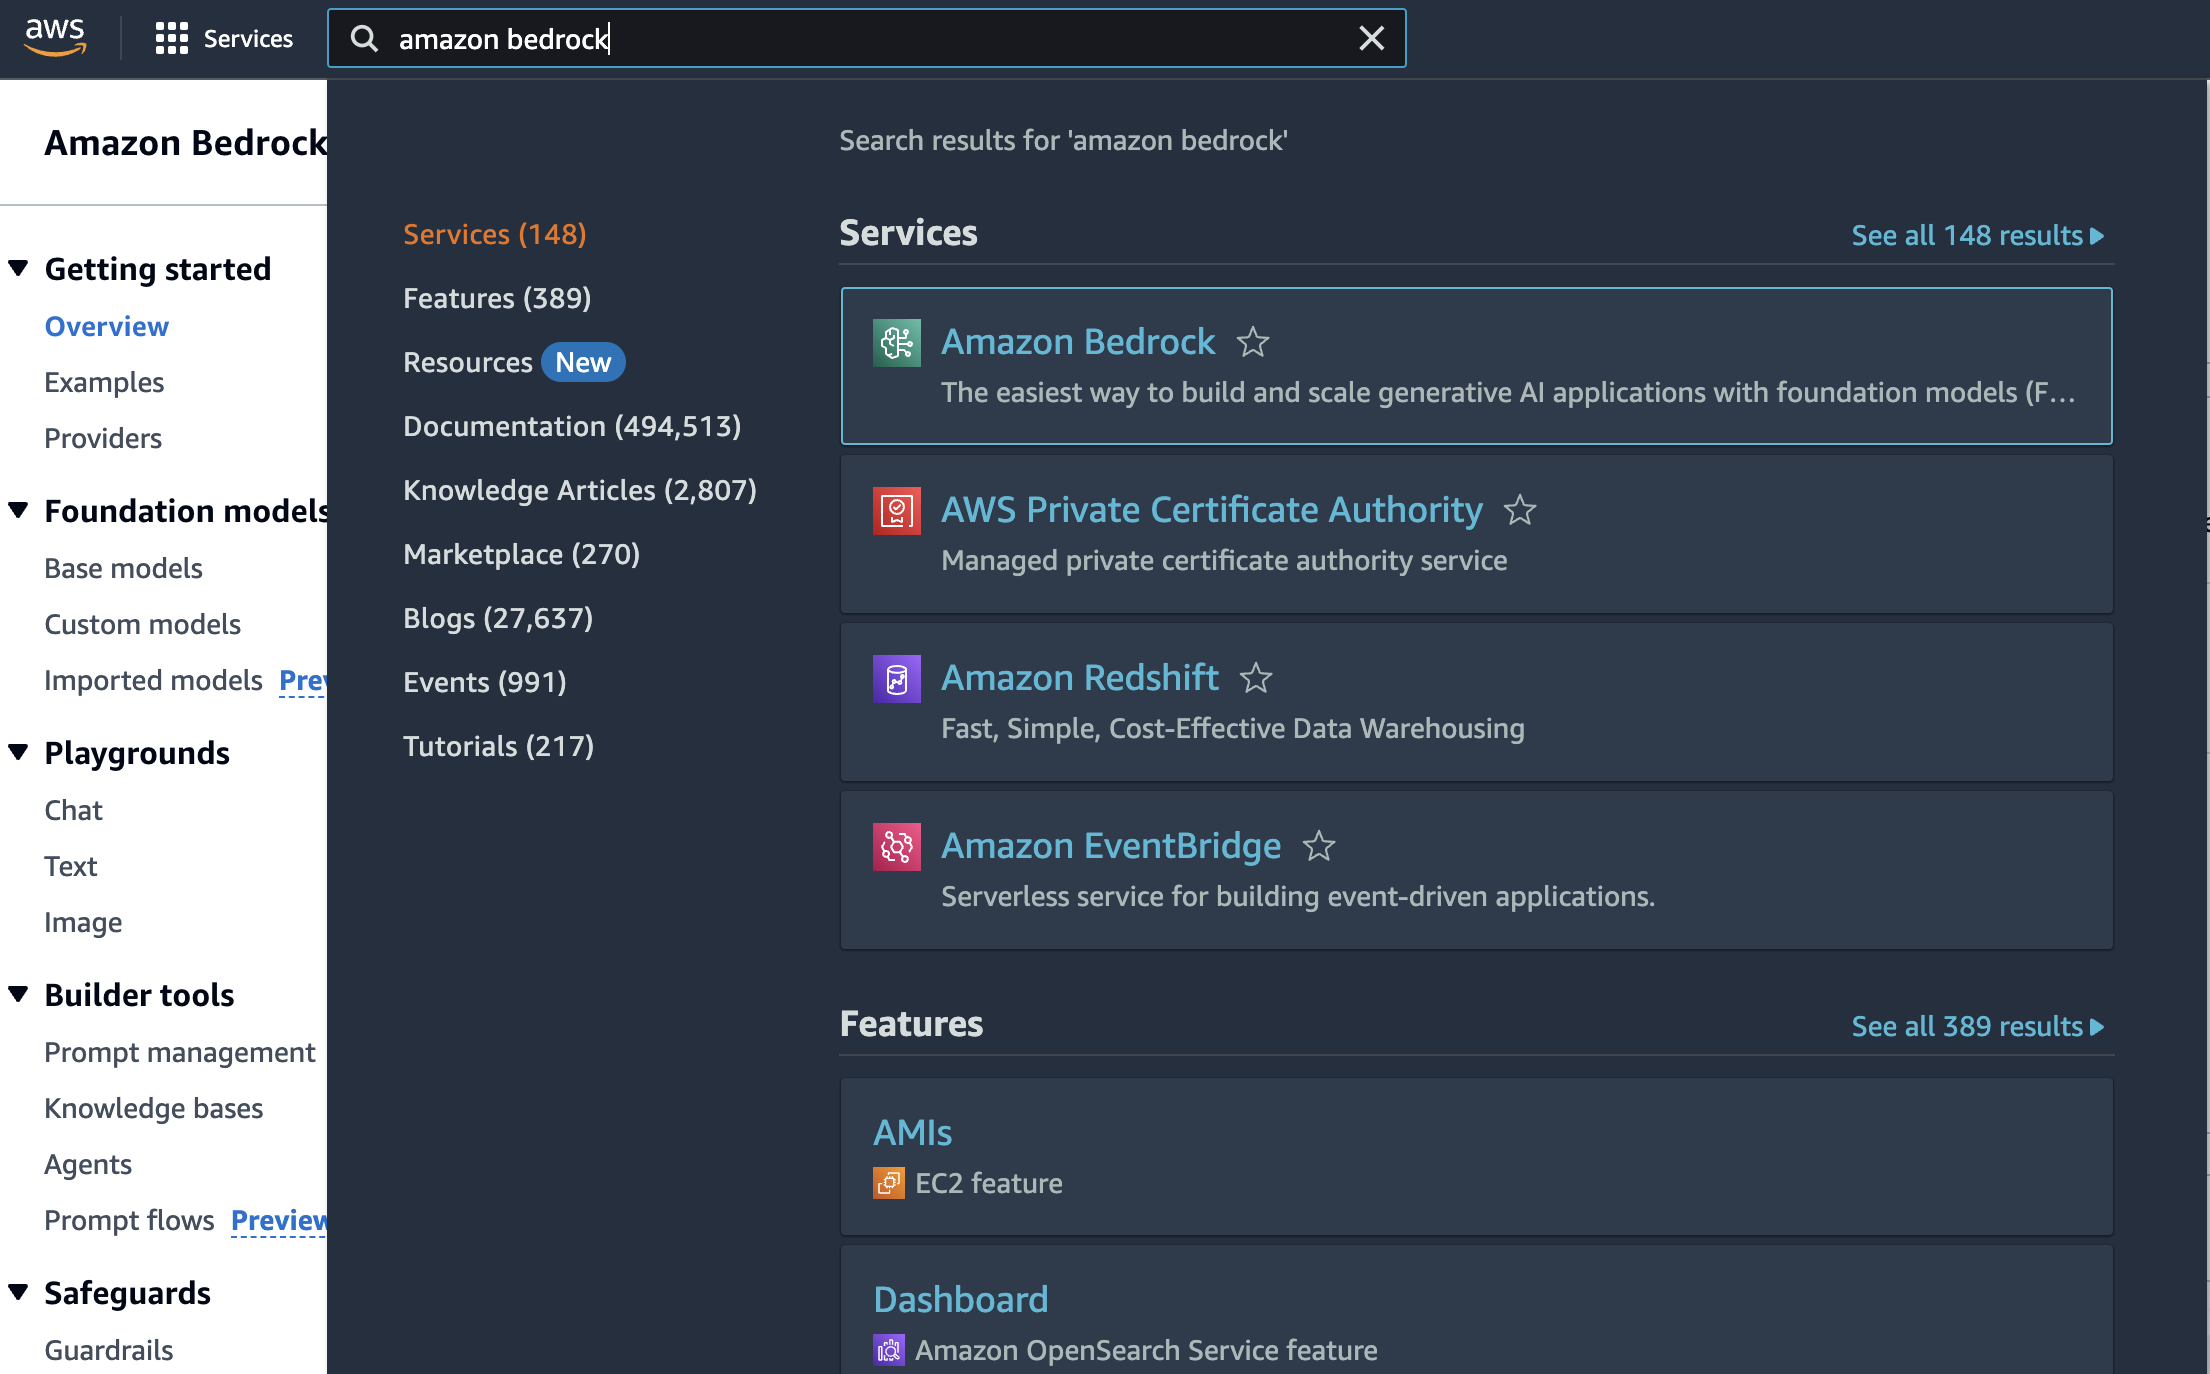 aws
Services
amazon bedrock
Amazon Bedrock
Getting started
Overview
Examples
Providers
Foundation models
Base models
Custom models
Imported models Prev
Playgrounds
Chat
Text
Image
Builder tools
Prompt management
Knowledge bases
Agents
Prompt flows Preview
Safeguards
Guardrails
Services (148)
Features (389)
Resources New
Documentation (494,513)
Knowledge Articles (2,807)
Marketplace (270)
Blogs (27,637)
Events (991)
Tutorials (217)
Search results for 'amazon bedrock'
Services
See all 148 results
Amazon Bedrock
The easiest way to build and scale generative AI applications with foundation models (F...
AWS Private Certificate Authority
Managed private certificate authority service
Amazon Redshift
Fast, Simple, Cost-Effective Data Warehousing
Amazon EventBridge
Serverless service for building event-driven applications.
Features
See all 389 results
AMIs
EC2 feature
Dashboard
Amazon OpenSearch Service feature